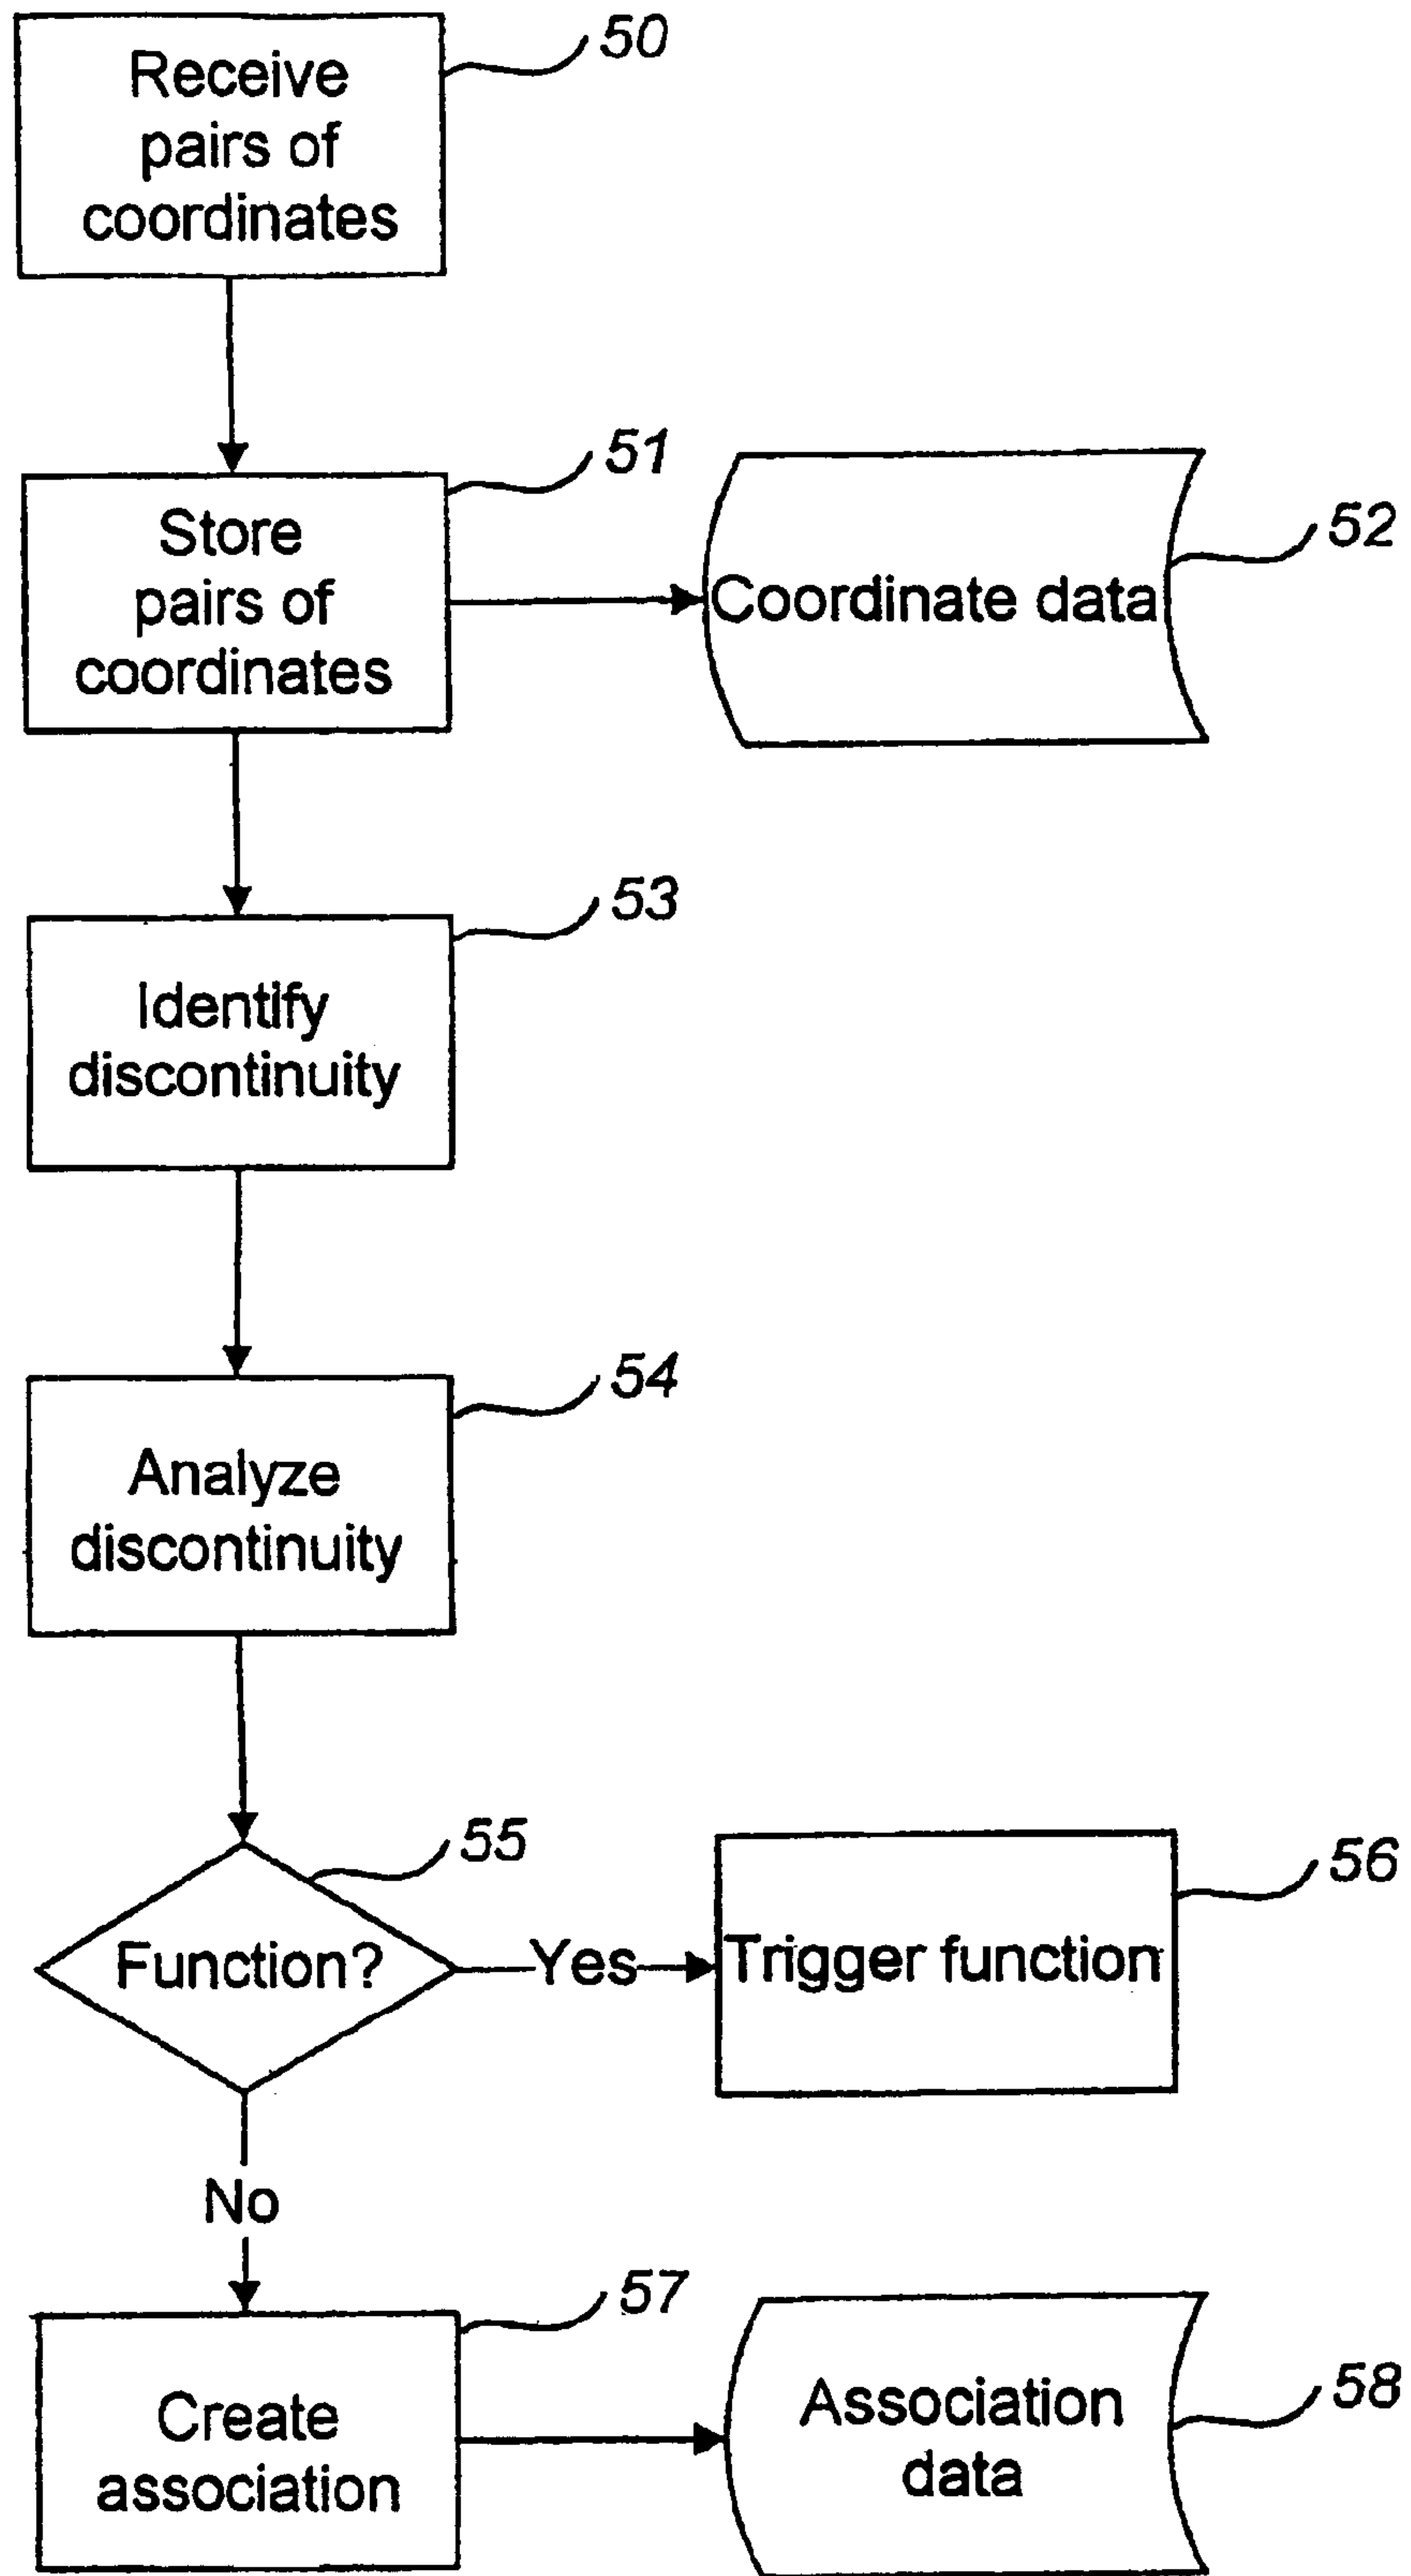 Receive
pairs of
coordinates
50
Store
pairs of
coordinates
51
Coordinate data
52
Identify
discontinuity
53
Analyze
discontinuity
54
Function?
55
Yes
Trigger function
56
No
Create
association
57
Association
data
58